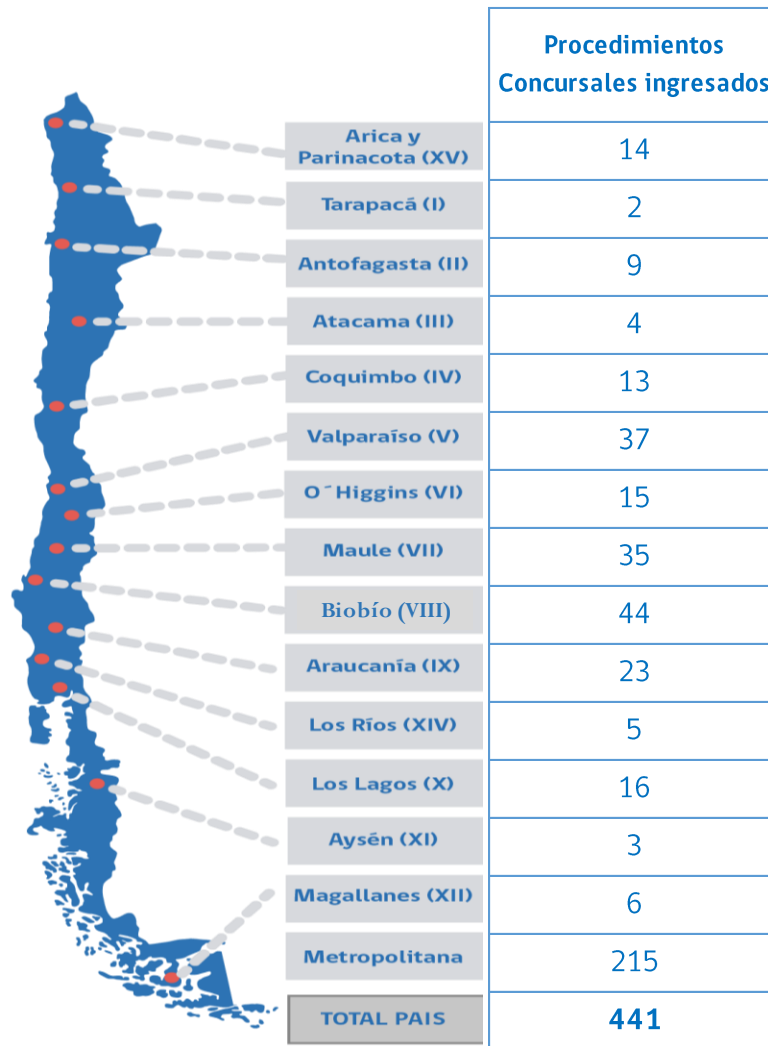 Procedimientos
Concursales ingresados
Arica y
Parinacota (XV)
14
Tarapacá (I)
2
Antofagasta (II)
9
Atacama (III)
4
Coquimbo (IV)
13
Valparaíso (V)
37
O´Higgins (VI)
15
Maule (VII)
35
Biobío (VIII)
44
Araucanía (IX)
23
Los Ríos (XIV)
5
Los Lagos (X)
16
Aysén (XI)
3
Magallanes (XII)
6
Metropolitana
215
TOTAL PAIS
441